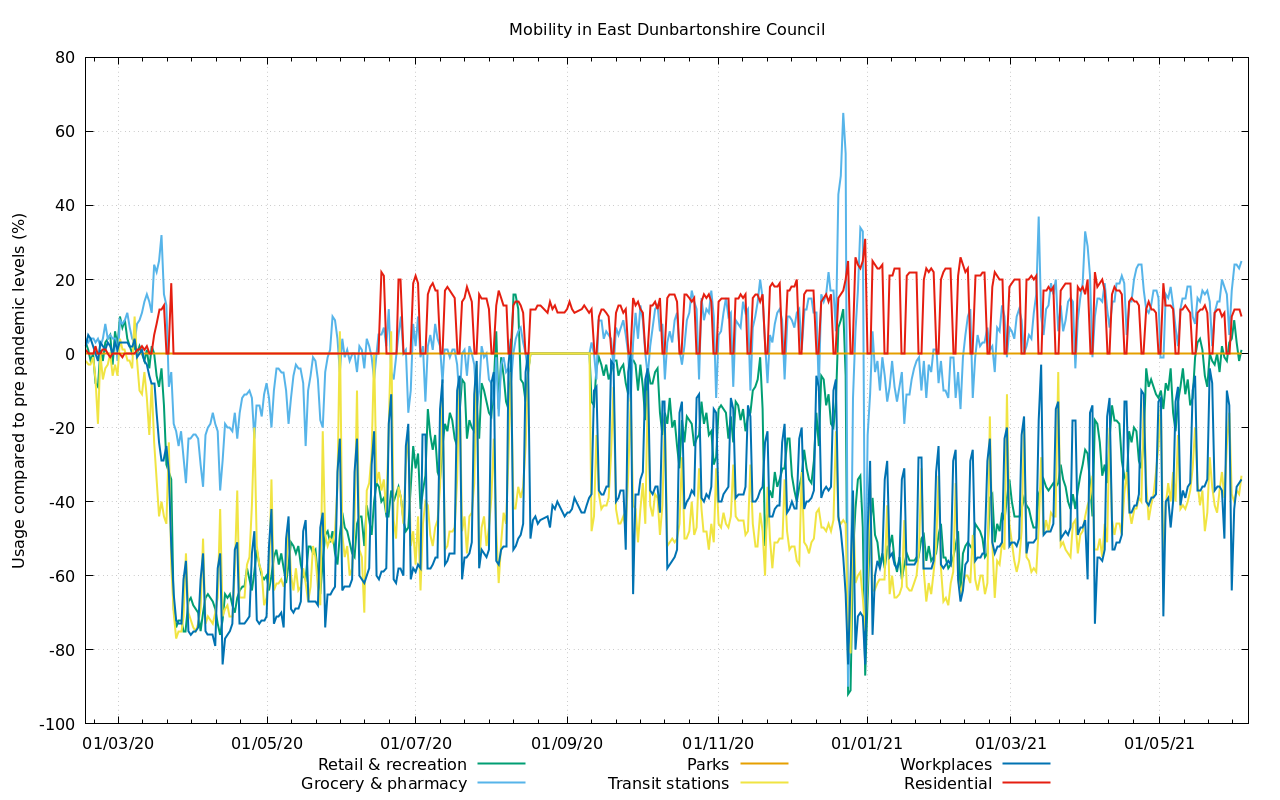 Mobility in East Dunbartonshire Council
Usage compared to pre pandemic levels (%)
80
60
40
20
0
-20
-40
-60
-80
-100
01/03/20 01/05/20 01/07/20 01/09/20 01/11/20 01/01/21 01/03/21 01/05/21
Retail & recreation Parks Workplaces
Grocery & pharmacy Transit stations Residential